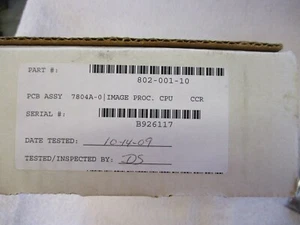 PART #:
802-001-10
PCB ASSY 7804A-0 IMAGE PROC. CPU CCR
SERIAL #:
B926117
DATE TESTED: 10-14-09
TESTED/INSPECTED BY: DS